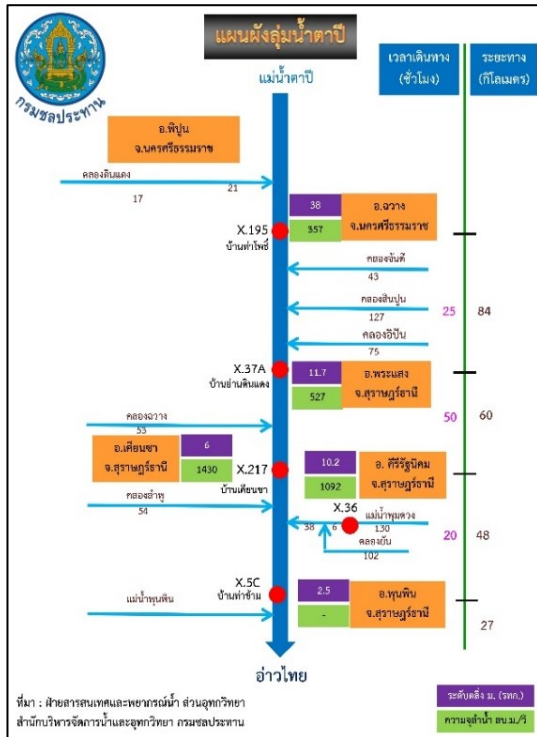 แผนผังลุ่มน้ำตาปี
เวลาเดินทาง
(ชั่วโมง)
ระยะทาง
(กิโลเมตร)
กรมชลประทาน
แม่น้ำตาปี
อ.พิปูน
จ.นครศรีธรรมราช
คลองดินแดง
17
21
X.195
บ้านท่าโพธิ์
38
357
อ.ฉวาง
จ.นครศรีธรรมราช
คลองจันดี
43
คลองสินปูน
127
25
84
คลองอิปัน
75
X.37A
บ้านย่านดินแดง
11.7
527
อ.พระแสง
จ.สุราษฎร์ธานี
คลองฉวาง
53
50
60
อ.เคียนซา
จ.สุราษฎร์ธานี
6
1430
X.217
บ้านเคียนซา
10.2
1092
อ. คีรีรัฐนิคม
จ.สุราษฎร์ธานี
คลองลำพู
54
X.36
แม่น้ำพุมดวง
38
6
130
คลองยัน
102
20
48
X.5C
บ้านท่าข้าม
2.5
-
อ.พุนพิน
จ.สุราษฎร์ธานี
แม่น้ำพุนพิน
27
อ่าวไทย
ที่มา : ฝ่ายสารสนเทศและพยากรณ์น้ำ ส่วนอุทกวิทยา
สำนักบริหารจัดการน้ำและอุทกวิทยา กรมชลประทาน
ระดับตลิ่ง ม. (รทก.)
ความจุลำน้ำ ลบ.ม./วิ